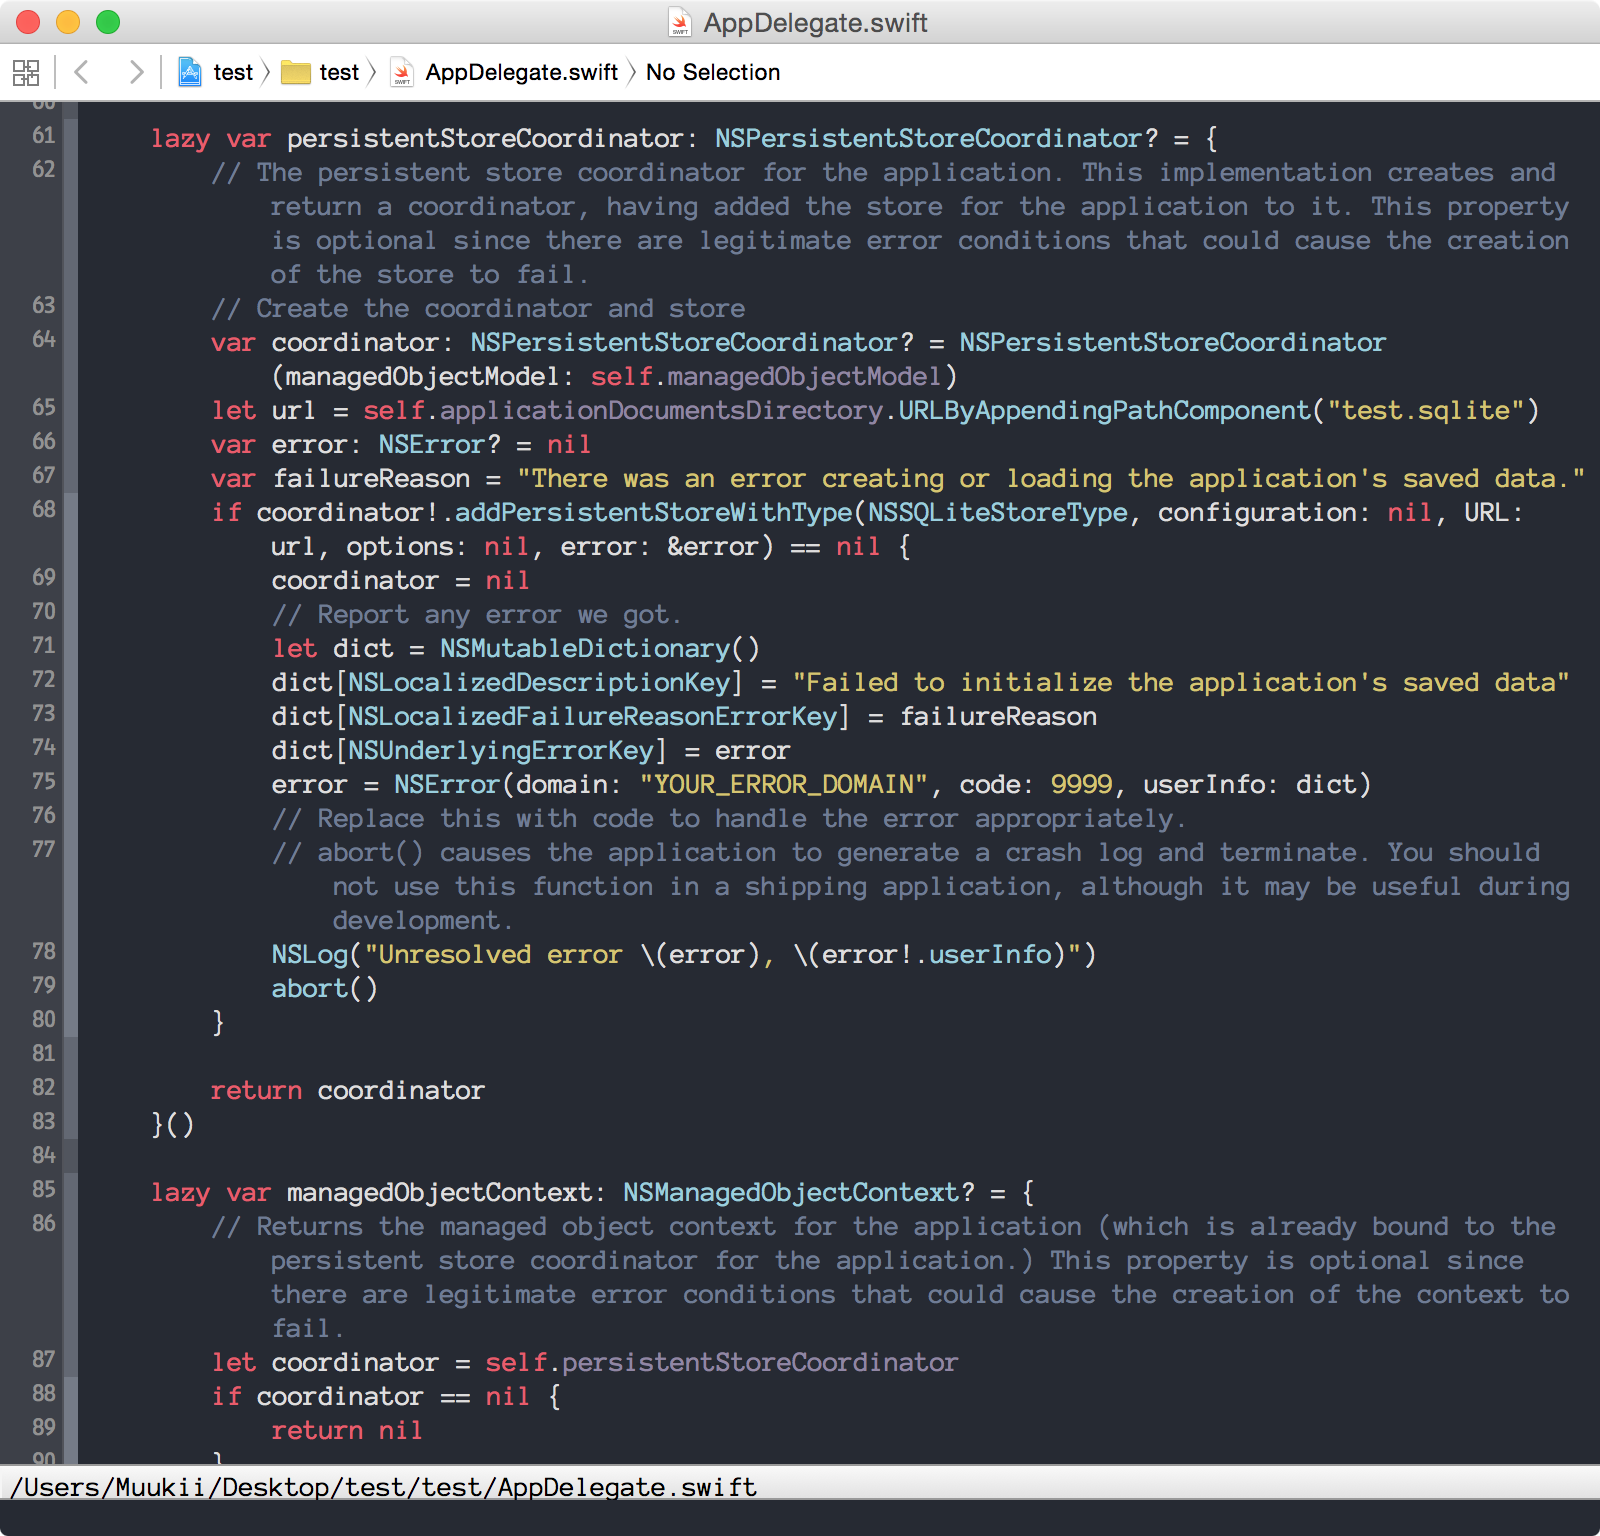 AppDelegate.swift
test test AppDelegate.swift No Selection
60
61 lazy var persistentStoreCoordinator: NSPersistentStoreCoordinator? = {
62 // The persistent store coordinator for the application. This implementation creates and
return a coordinator, having added the store for the application to it. This property
is optional since there are legitimate error conditions that could cause the creation
of the store to fail.
63 // Create the coordinator and store
64 var coordinator: NSPersistentStoreCoordinator? = NSPersistentStoreCoordinator
(managedObjectModel: self.managedObjectModel)
65 let url = self.applicationDocumentsDirectory.URLByAppendingPathComponent("test.sqlite")
66 var error: NSError? = nil
67 var failureReason = "There was an error creating or loading the application's saved data."
68 if coordinator!.addPersistentStoreWithType(NSSQLiteStoreType, configuration: nil, URL:
url, options: nil, error: &error) == nil {
69 coordinator = nil
70 // Report any error we got.
71 let dict = NSMutableDictionary()
72 dict[NSLocalizedDescriptionKey] = "Failed to initialize the application's saved data"
73 dict[NSLocalizedFailureReasonErrorKey] = failureReason
74 dict[NSUnderlyingErrorKey] = error
75 error = NSError(domain: "YOUR_ERROR_DOMAIN", code: 9999, userInfo: dict)
76 // Replace this with code to handle the error appropriately.
77 // abort() causes the application to generate a crash log and terminate. You should
not use this function in a shipping application, although it may be useful during
development.
78 NSLog("Unresolved error \(error), \(error!.userInfo)")
79 abort()
80 }
81
82 return coordinator
83 }()
84
85 lazy var managedObjectContext: NSManagedObjectContext? = {
86 // Returns the managed object context for the application (which is already bound to the
persistent store coordinator for the application.) This property is optional since
there are legitimate error conditions that could cause the creation of the context to
fail.
87 let coordinator = self.persistentStoreCoordinator
88 if coordinator == nil {
89 return nil
90 }
/Users/Muukii/Desktop/test/test/AppDelegate.swift